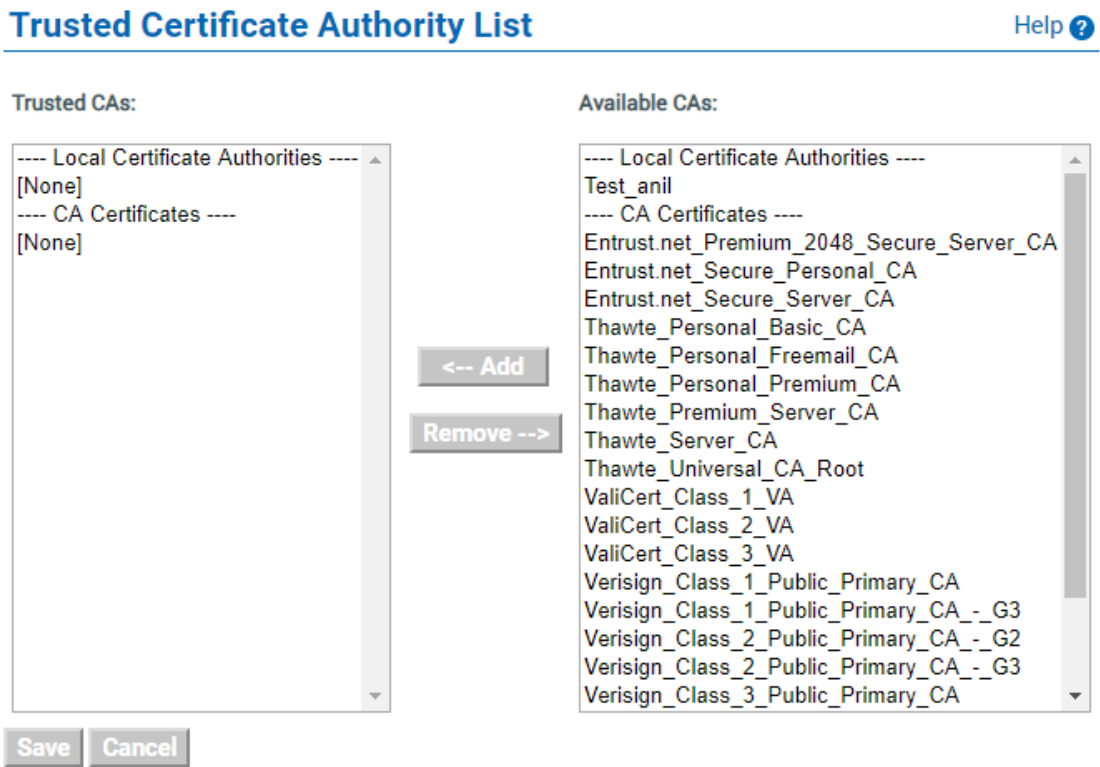 Trusted Certificate Authority List
Help ?
Trusted CAs:
---- Local Certificate Authorities ----
[None]
---- CA Certificates ----
[None]
<-- Add
Remove -->
Available CAs:
---- Local Certificate Authorities ----
Test_anil
---- CA Certificates ----
Entrust.net_Premium_2048_Secure_Server_CA
Entrust.net_Secure_Personal_CA
Entrust.net_Secure_Server_CA
Thawte_Personal_Basic_CA
Thawte_Personal_Freemail_CA
Thawte_Personal_Premium_CA
Thawte_Premium_Server_CA
Thawte_Server_CA
Thawte_Universal_CA_Root
ValiCert_Class_1_VA
ValiCert_Class_2_VA
ValiCert_Class_3_VA
Verisign_Class_1_Public_Primary_CA
Verisign_Class_1_Public_Primary_CA_-_G3
Verisign_Class_2_Public_Primary_CA_-_G2
Verisign_Class_2_Public_Primary_CA_-_G3
Verisign_Class_3_Public_Primary_CA
Save
Cancel